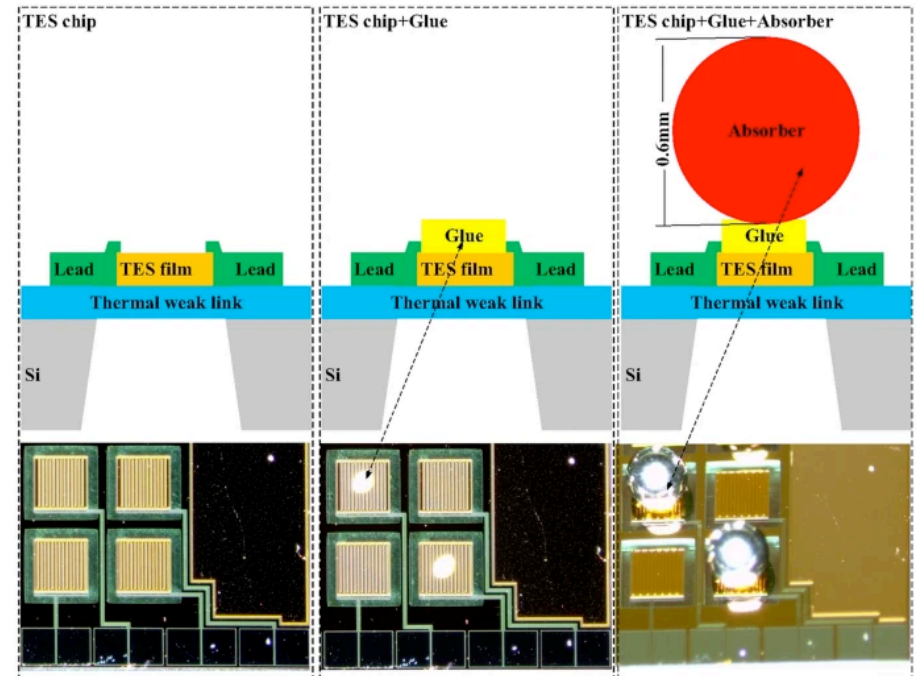 TES chip
Lead
TES film
Lead
Thermal weak link
Si
TES chip+Glue
Glue
Lead
TES film
Lead
Thermal weak link
Si
TES chip+Glue+Absorber
0.6mm
Absorber
Glue
Lead
TES film
Lead
Thermal weak link
Si